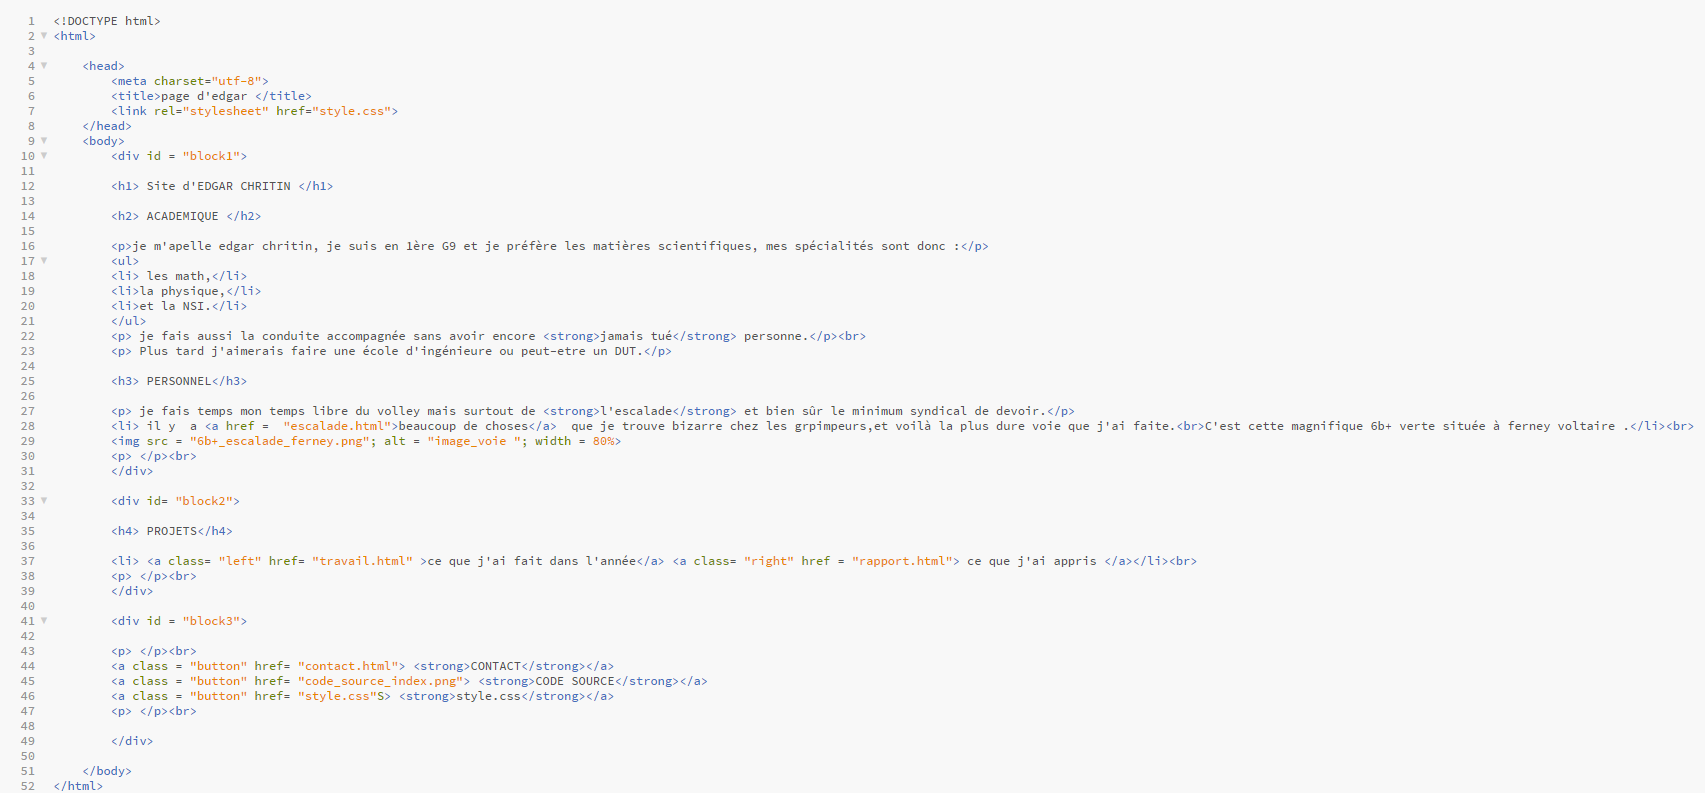 1 <!DOCTYPE html>
2 <html>
3
4 <head>
5 <meta charset="utf-8">
6 <title>page d'edgar </title>
7 <link rel="stylesheet" href="style.css">
8 </head>
9 <body>
10 <div id = "block1">
11
12 <h1> Site d'EDGAR CHRITIN </h1>
13
14 <h2> ACADEMIQUE </h2>
15
16 <p>je m'apelle edgar chritin, je suis en 1ère G9 et je préfère les matières scientifiques, mes spécialités sont donc :</p>
17 <ul>
18 <li> les math,</li>
19 <li>la physique,</li>
20 <li>et la NSI.</li>
21 </ul>
22 <p> je fais aussi la conduite accompagnée sans avoir encore <strong>jamais tué</strong> personne.</p><br>
23 <p> Plus tard j'aimerais faire une école d'ingénieure ou peut-etre un DUT.</p>
24
25 <h3> PERSONNEL</h3>
26
27 <p> je fais temps mon temps libre du volley mais surtout de <strong>l'escalade</strong> et bien sûr le minimum syndical de devoir.</p>
28 <li> il y  a <a href =  "escalade.html">beaucoup de choses</a>  que je trouve bizarre chez les grpimpeurs,et voilà la plus dure voie que j'ai faite.<br>C'est cette magnifique 6b+ verte située à ferney voltaire .</li><br>
29 <img src = "6b+_escalade_ferney.png"; alt = "image_voie "; width = 80%>
30 <p> </p><br>
31 </div>
32
33 <div id= "block2">
34
35 <h4> PROJETS</h4>
36
37 <li> <a class= "left" href= "travail.html" >ce que j'ai fait dans l'année</a> <a class= "right" href = "rapport.html"> ce que j'ai appris </a></li><br>
38 <p> </p><br>
39 </div>
40
41 <div id = "block3">
42
43 <p> </p><br>
44 <a class = "button" href= "contact.html"> <strong>CONTACT</strong></a>
45 <a class = "button" href= "code_source_index.png"> <strong>CODE SOURCE</strong></a>
46 <a class = "button" href= "style.css"S> <strong>style.css</strong></a>
47 <p> </p><br>
48
49 </div>
50
51 </body>
52 </html>